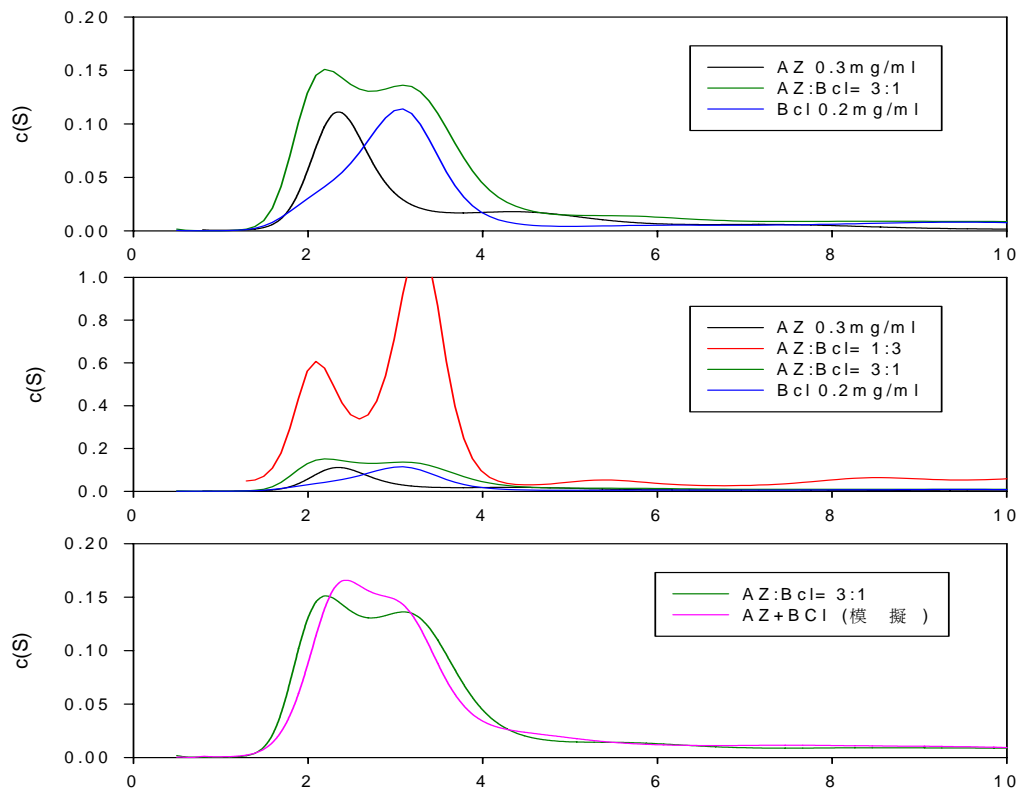 0.20
0.15
0.10
0.05
0.00
c(S)
0 2 4 6 8 10
AZ 0.3mg/ml
AZ:Bcl= 3:1
Bcl 0.2mg/ml
1.0
0.8
0.6
0.4
0.2
0.0
c(S)
0 2 4 6 8 10
AZ 0.3mg/ml
AZ:Bcl= 1:3
AZ:Bcl= 3:1
Bcl 0.2mg/ml
0.20
0.15
0.10
0.05
0.00
c(S)
0 2 4 6 8 10
AZ:Bcl= 3:1
AZ+BCl (模 擬 )